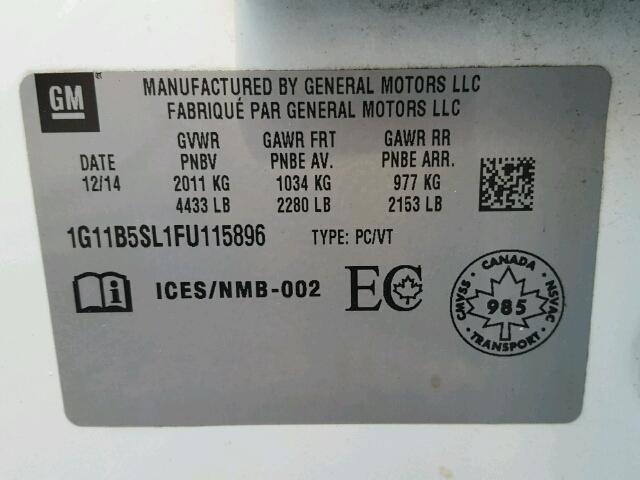 GM
MANUFACTURED BY GENERAL MOTORS LLC
FABRIQUÉ PAR GENERAL MOTORS LLC
GVWR GAWR FRT GAWR RR
DATE PNBV PNBE AV. PNBE ARR.
12/14 2011 KG 1034 KG 977 KG
4433 LB 2280 LB 2153 LB
1G11B5SL1FU115896 TYPE: PC/VT
i ICES/NMB-002 EC
CANADA
CMVSS 985 NSVAC
TRANSPORT